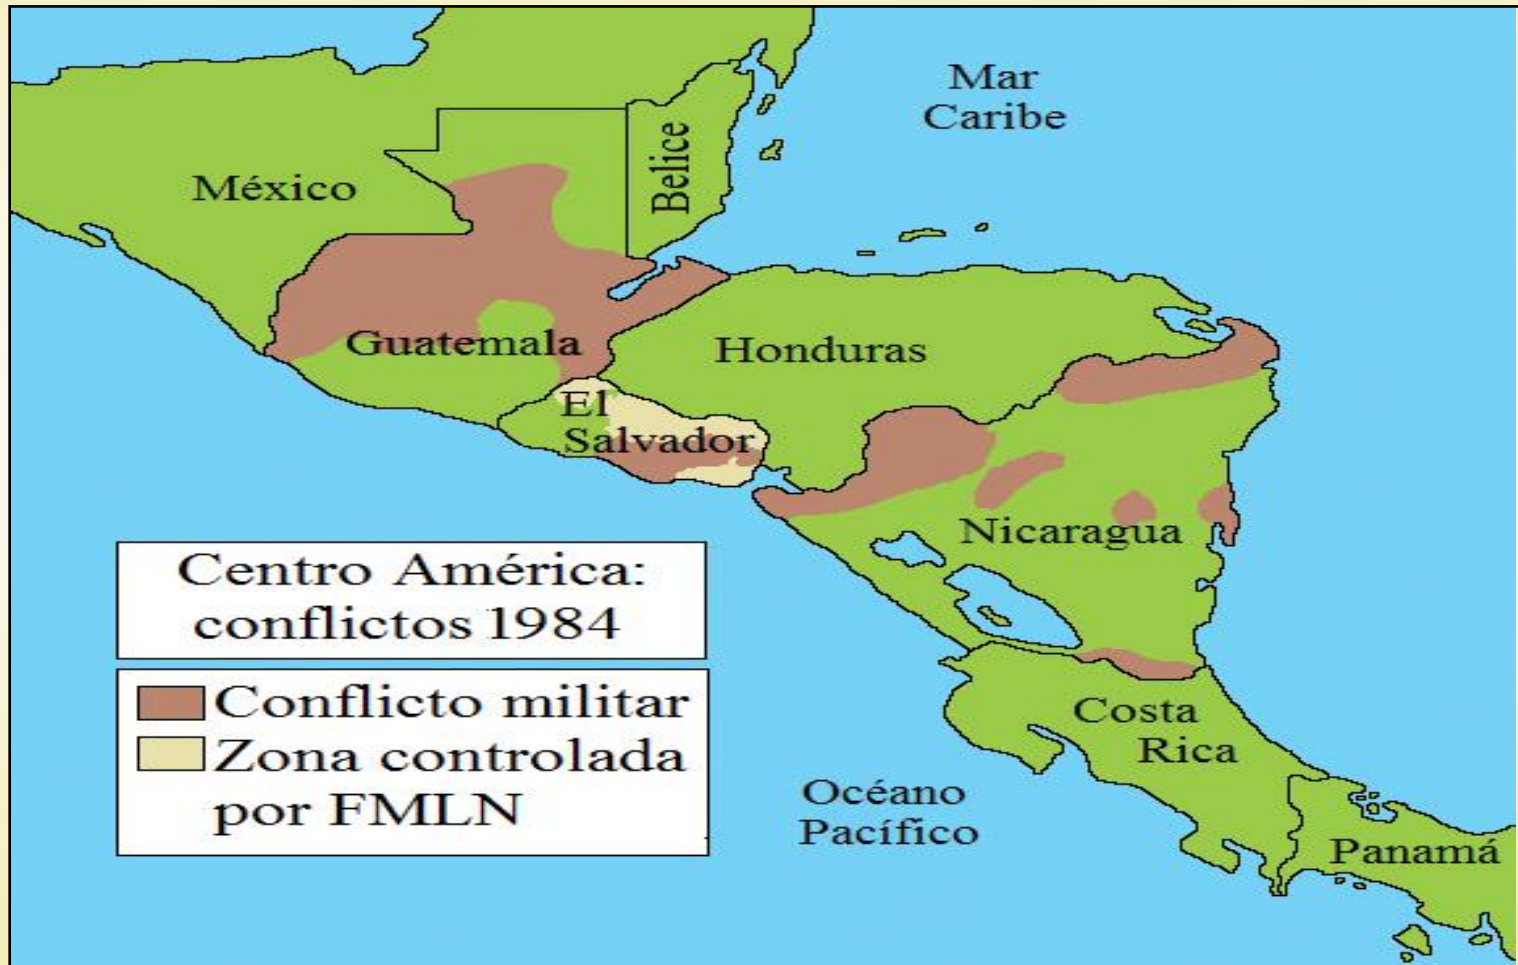 Mar
Caribe
México
Belice
Guatemala
Honduras
El
Salvador
Nicaragua
Centro América:
conflictos 1984
Conflicto militar
Zona controlada
por FMLN
Costa
Rica
Océano
Pacífico
Panamá